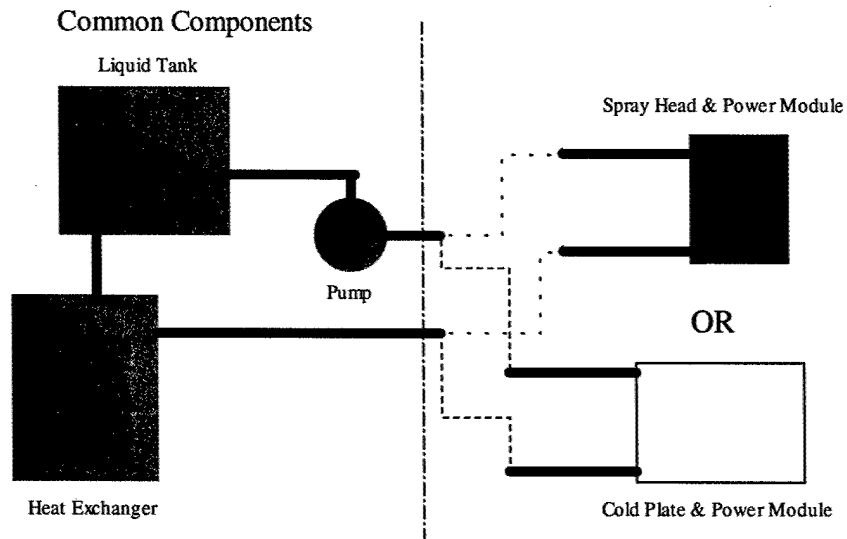 Common Components
Liquid Tank
Spray Head & Power Module
Pump
OR
Heat Exchanger
Cold Plate & Power Module